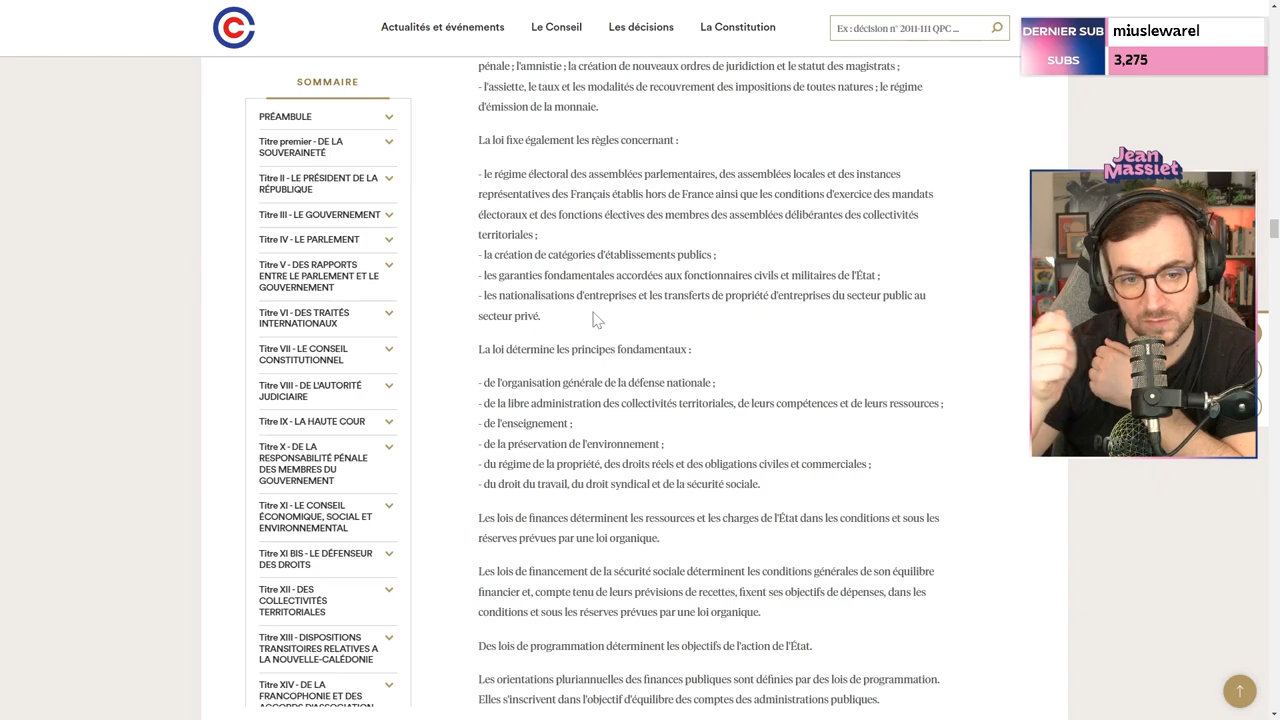 Actualités et événements
Le Conseil
Les décisions
La Constitution
Ex : décision n° 2011-111 QPC ...
DERNIER SUB
miuslewarel
SUBS
3,275
SOMMAIRE
PRÉAMBULE
Titre premier - DE LA
SOUVERAINETÉ
Titre II - LE PRÉSIDENT DE LA
RÉPUBLIQUE
Titre III - LE GOUVERNEMENT
Titre IV - LE PARLEMENT
Titre V - DES RAPPORTS
ENTRE LE PARLEMENT ET LE
GOUVERNEMENT
Titre VI - DES TRAITÉS
INTERNATIONAUX
Titre VII - LE CONSEIL
CONSTITUTIONNEL
Titre VIII - DE L'AUTORITÉ
JUDICIAIRE
Titre IX - LA HAUTE COUR
Titre X - DE LA
RESPONSABILITÉ PÉNALE
DES MEMBRES DU
GOUVERNEMENT
Titre XI - LE CONSEIL
ÉCONOMIQUE, SOCIAL ET
ENVIRONNEMENTAL
Titre XI BIS - LE DÉFENSEUR
DES DROITS
Titre XII - DES
COLLECTIVITÉS
TERRITORIALES
Titre XIII - DISPOSITIONS
TRANSITOIRES RELATIVES A
LA NOUVELLE-CALÉDONIE
Titre XIV - DE LA
FRANCOPHONIE ET DES
ACCORDS D'ASSOCIATION
pénale ; l'amnistie ; la création de nouveaux ordres de juridiction et le statut des magistrats ;
- l'assiette, le taux et les modalités de recouvrement des impositions de toutes natures ; le régime
d'émission de la monnaie.
La loi fixe également les règles concernant :
- le régime électoral des assemblées parlementaires, des assemblées locales et des instances
représentatives des Français établis hors de France ainsi que les conditions d'exercice des mandats
électoraux et des fonctions électives des membres des assemblées délibérantes des collectivités
territoriales ;
- la création de catégories d'établissements publics ;
- les garanties fondamentales accordées aux fonctionnaires civils et militaires de l'État ;
- les nationalisations d'entreprises et les transferts de propriété d'entreprises du secteur public au
secteur privé.
La loi détermine les principes fondamentaux :
- de l'organisation générale de la défense nationale ;
- de la libre administration des collectivités territoriales, de leurs compétences et de leurs ressources ;
- de l'enseignement ;
- de la préservation de l'environnement ;
- du régime de la propriété, des droits réels et des obligations civiles et commerciales ;
- du droit du travail, du droit syndical et de la sécurité sociale.
Les lois de finances déterminent les ressources et les charges de l'État dans les conditions et sous les
réserves prévues par une loi organique.
Les lois de financement de la sécurité sociale déterminent les conditions générales de son équilibre
financier et, compte tenu de leurs prévisions de recettes, fixent ses objectifs de dépenses, dans les
conditions et sous les réserves prévues par une loi organique.
Des lois de programmation déterminent les objectifs de l'action de l'État.
Les orientations pluriannuelles des finances publiques sont définies par des lois de programmation.
Elles s'inscrivent dans l'objectif d'équilibre des comptes des administrations publiques.
Jean
Massiet